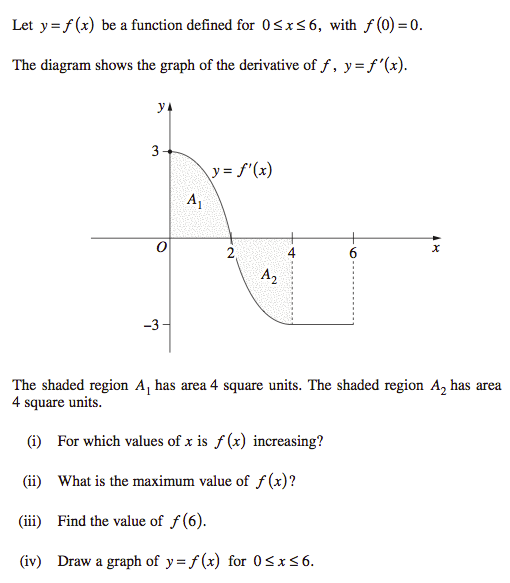 Let y = f(x) be a function defined for 0 ≤ x ≤ 6, with f(0) = 0.
The diagram shows the graph of the derivative of f, y = f′(x).
y
3
y = f′(x)
A₁
O
2
4
6
x
A₂
−3
The shaded region A₁ has area 4 square units. The shaded region A₂ has area
4 square units.
(i) For which values of x is f(x) increasing?
(ii) What is the maximum value of f(x)?
(iii) Find the value of f(6).
(iv) Draw a graph of y = f(x) for 0 ≤ x ≤ 6.